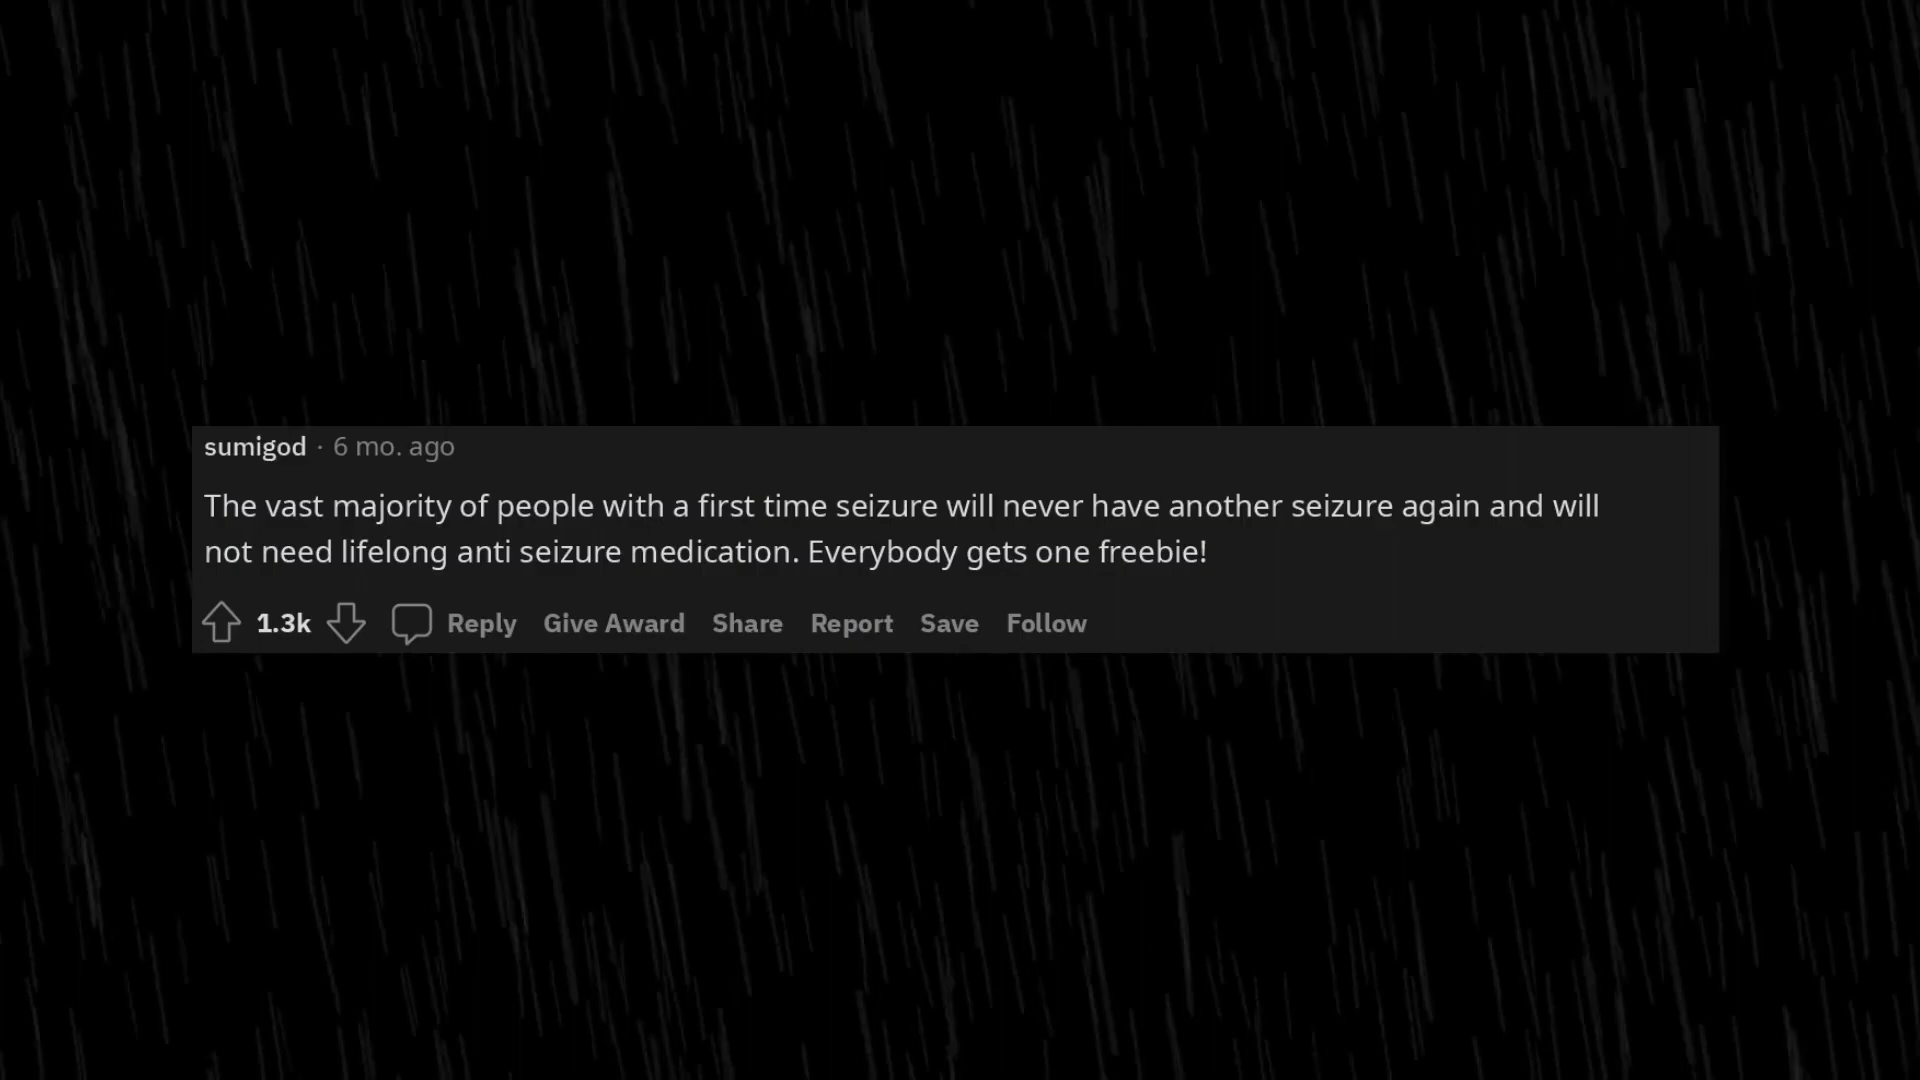 sumigod · 6 mo. ago
The vast majority of people with a first time seizure will never have another seizure again and will
not need lifelong anti seizure medication. Everybody gets one freebie!
1.3k Reply Give Award Share Report Save Follow